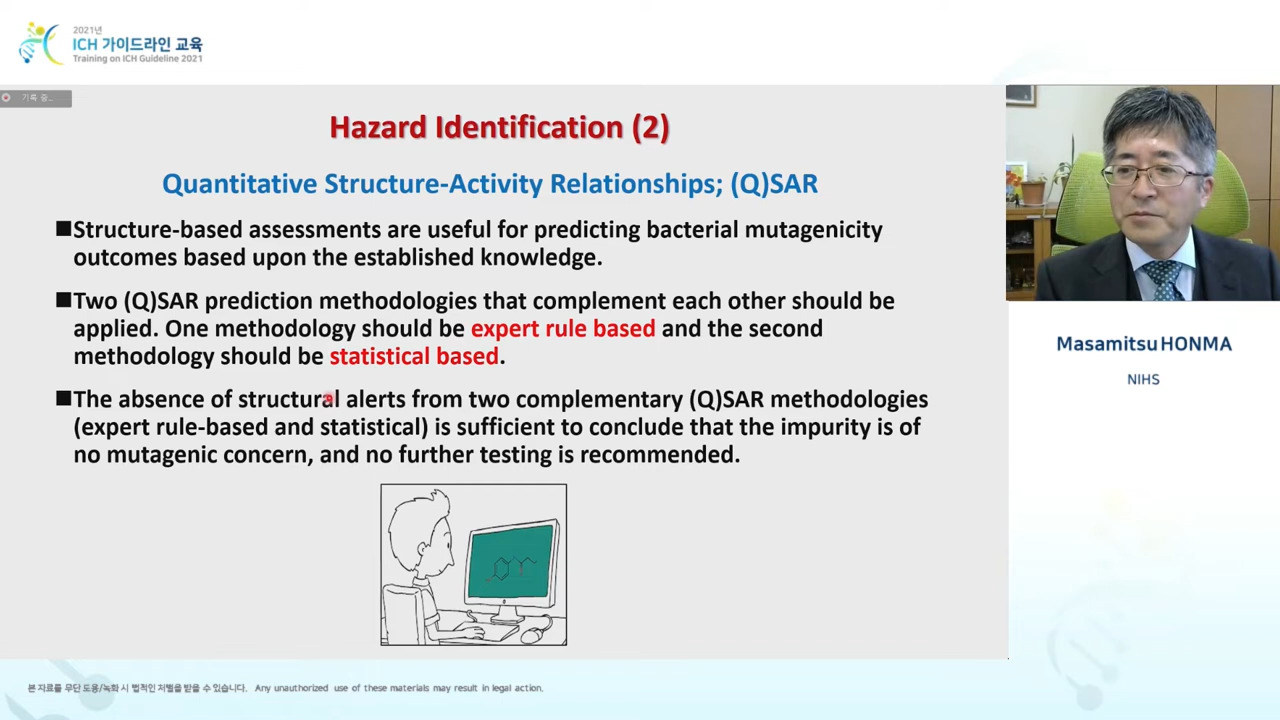 2021년
ICH 가이드라인 교육
Training on ICH Guideline 2021
기록 중...
Hazard Identification (2)
Quantitative Structure-Activity Relationships; (Q)SAR
■Structure-based assessments are useful for predicting bacterial mutagenicity
outcomes based upon the established knowledge.
■Two (Q)SAR prediction methodologies that complement each other should be
applied. One methodology should be expert rule based and the second
methodology should be statistical based.
■The absence of structural alerts from two complementary (Q)SAR methodologies
(expert rule-based and statistical) is sufficient to conclude that the impurity is of
no mutagenic concern, and no further testing is recommended.
Masamitsu HONMA
NIHS
본 자료를 무단 도용/녹화 시 법적인 처벌을 받을 수 있습니다. Any unauthorized use of these materials may result in legal action.